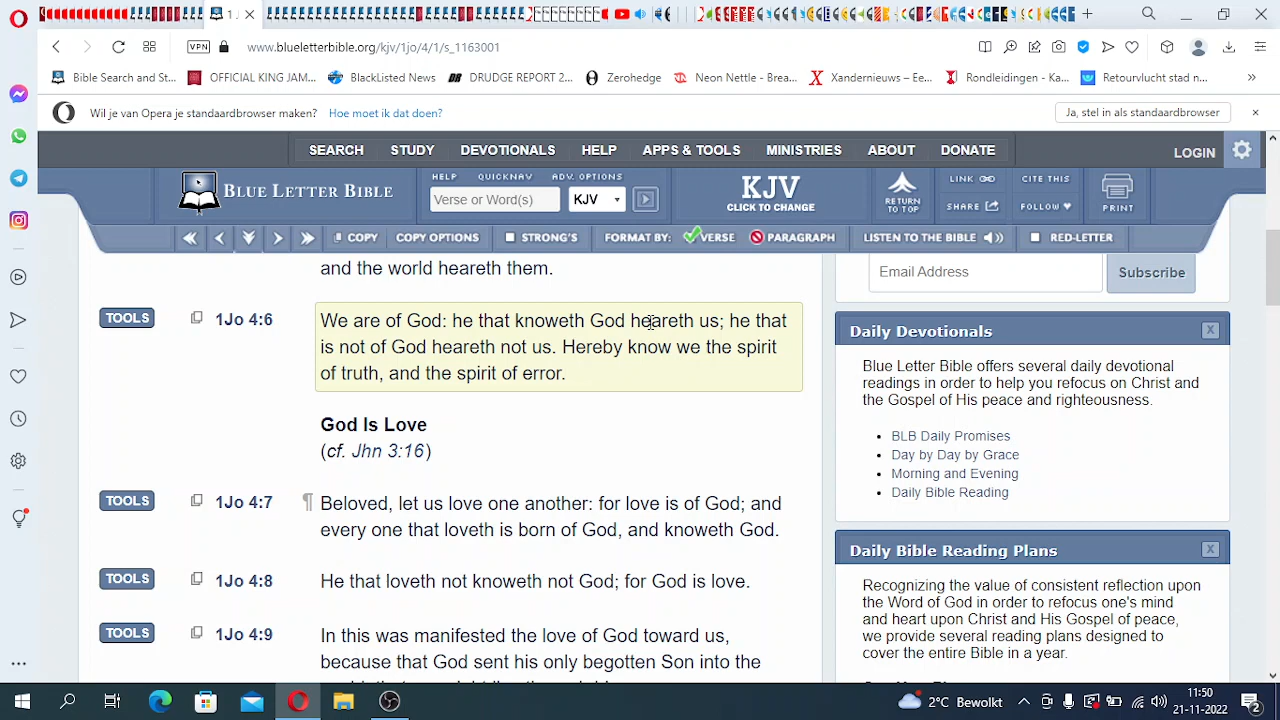 1 J
VPN
www.blueletterbible.org/kjv/1jo/4/1/s_1163001
Bible Search and St...
OFFICIAL KING JAM...
BlackListed News
DRUDGE REPORT 2...
Zerohedge
Neon Nettle - Brea...
Xandernieuws – Ee...
Rondleidingen - Ka...
Retourvlucht stad n...
»
Wil je van Opera je standaardbrowser maken? Hoe moet ik dat doen?
Ja, stel in als standaardbrowser
SEARCH STUDY DEVOTIONALS HELP APPS & TOOLS MINISTRIES ABOUT DONATE
LOGIN
BLUE LETTER BIBLE
HELP QUICKNAV ADV. OPTIONS
Verse or Word(s)
KJV
KJV
CLICK TO CHANGE
RETURN
TO TOP
LINK
CITE THIS
SHARE
FOLLOW
PRINT
COPY COPY OPTIONS STRONG'S FORMAT BY: VERSE PARAGRAPH LISTEN TO THE BIBLE RED-LETTER
and the world heareth them.
TOOLS 1Jo 4:6
We are of God: he that knoweth God heareth us; he that
is not of God heareth not us. Hereby know we the spirit
of truth, and the spirit of error.
God Is Love
(cf. Jhn 3:16)
TOOLS 1Jo 4:7
¶ Beloved, let us love one another: for love is of God; and
every one that loveth is born of God, and knoweth God.
TOOLS 1Jo 4:8
He that loveth not knoweth not God; for God is love.
TOOLS 1Jo 4:9
In this was manifested the love of God toward us,
because that God sent his only begotten Son into the
Email Address
Subscribe
Daily Devotionals
X
Blue Letter Bible offers several daily devotional
readings in order to help you refocus on Christ and
the Gospel of His peace and righteousness.
• BLB Daily Promises
• Day by Day by Grace
• Morning and Evening
• Daily Bible Reading
Daily Bible Reading Plans
X
Recognizing the value of consistent reflection upon
the Word of God in order to refocus one's mind
and heart upon Christ and His Gospel of peace,
we provide several reading plans designed to
cover the entire Bible in a year.
2°C Bewolkt
11:50
21-11-2022
2